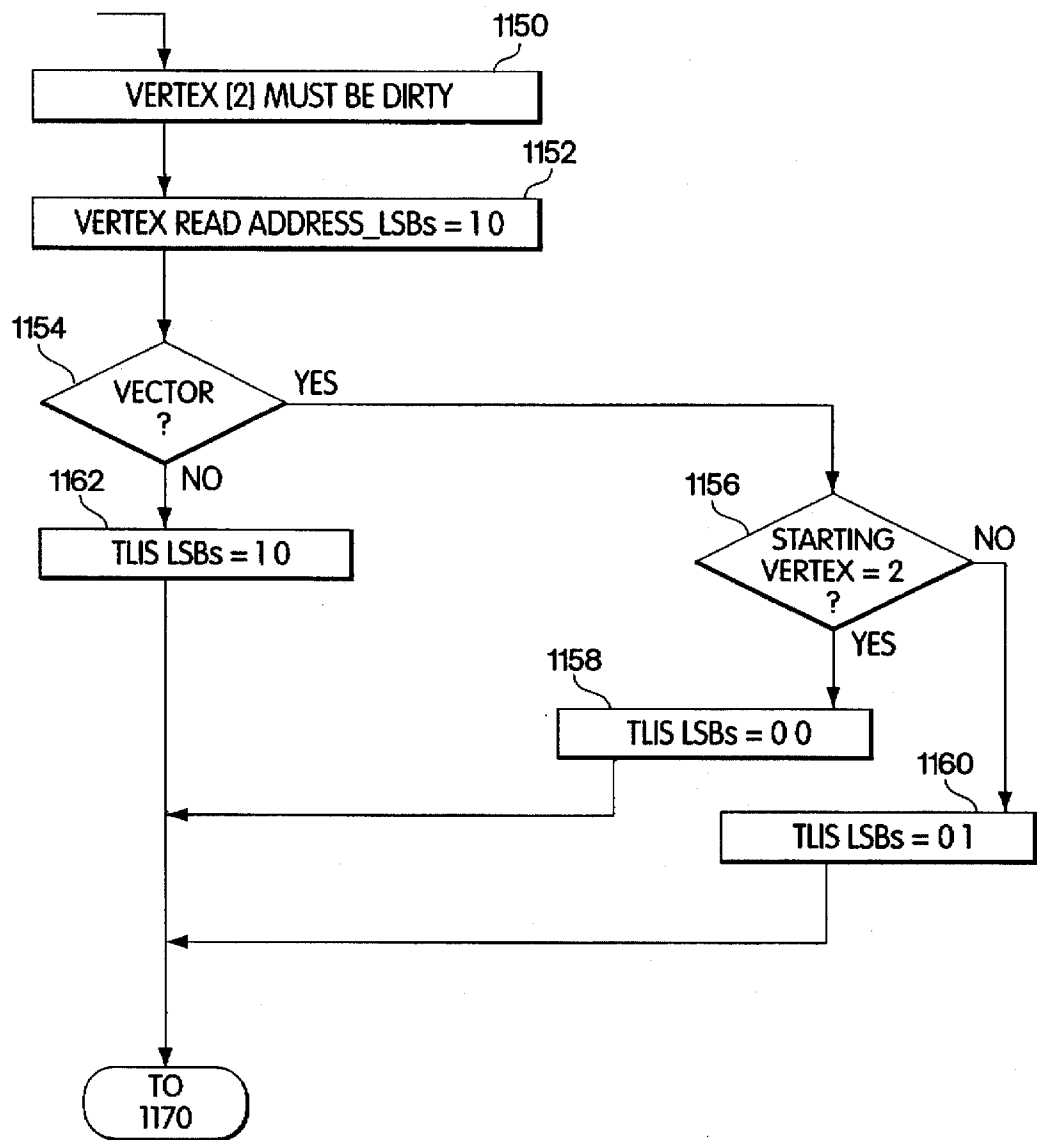 1150
VERTEX [2] MUST BE DIRTY
1152
VERTEX READ ADDRESS_LSBs = 1 0
1154
VECTOR
?
YES
NO
1162
TLIS LSBs = 1 0
1156
STARTING
VERTEX = 2
?
NO
YES
1158
TLIS LSBs = 0 0
1160
TLIS LSBs = 0 1
TO
1170